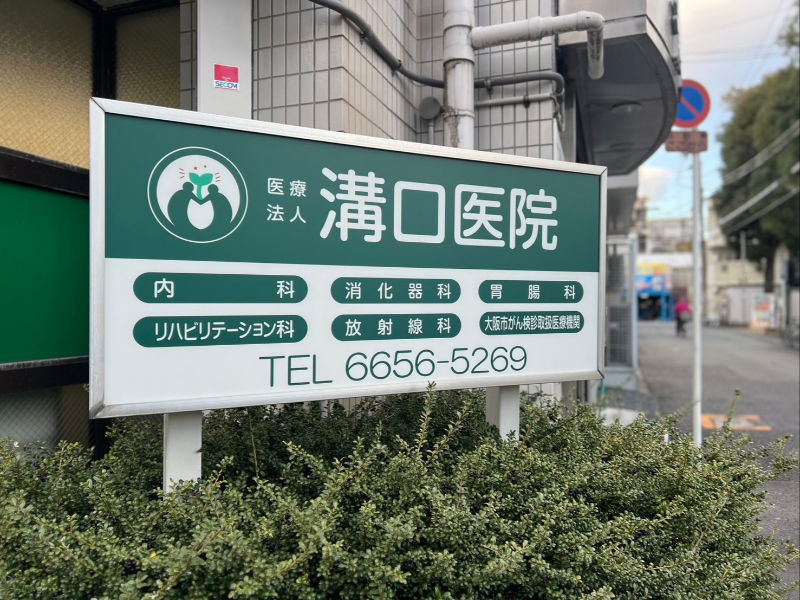 SECOM
医療
法人
溝口医院
内科
消化器科
胃腸科
リハビリテーション科
放射線科
大阪市がん検診取扱医療機関
TEL 6656-5269